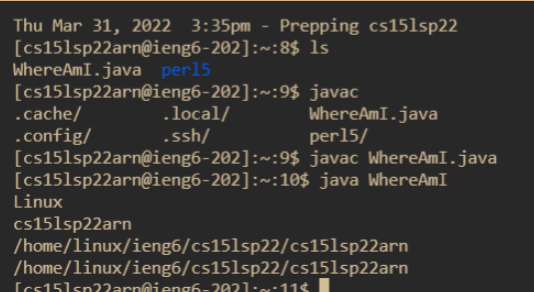 Thu Mar 31, 2022  3:35pm - Prepping cs15lsp22
[cs15lsp22arn@ieng6-202]:~:8$ ls
WhereAmI.java  perl5
[cs15lsp22arn@ieng6-202]:~:9$ javac
.cache/        .local/        WhereAmI.java
.config/       .ssh/          perl5/
[cs15lsp22arn@ieng6-202]:~:9$ javac WhereAmI.java
[cs15lsp22arn@ieng6-202]:~:10$ java WhereAmI
Linux
cs15lsp22arn
/home/linux/ieng6/cs15lsp22/cs15lsp22arn
/home/linux/ieng6/cs15lsp22/cs15lsp22arn
[cs15lsp22arn@ieng6-202]:~:11$